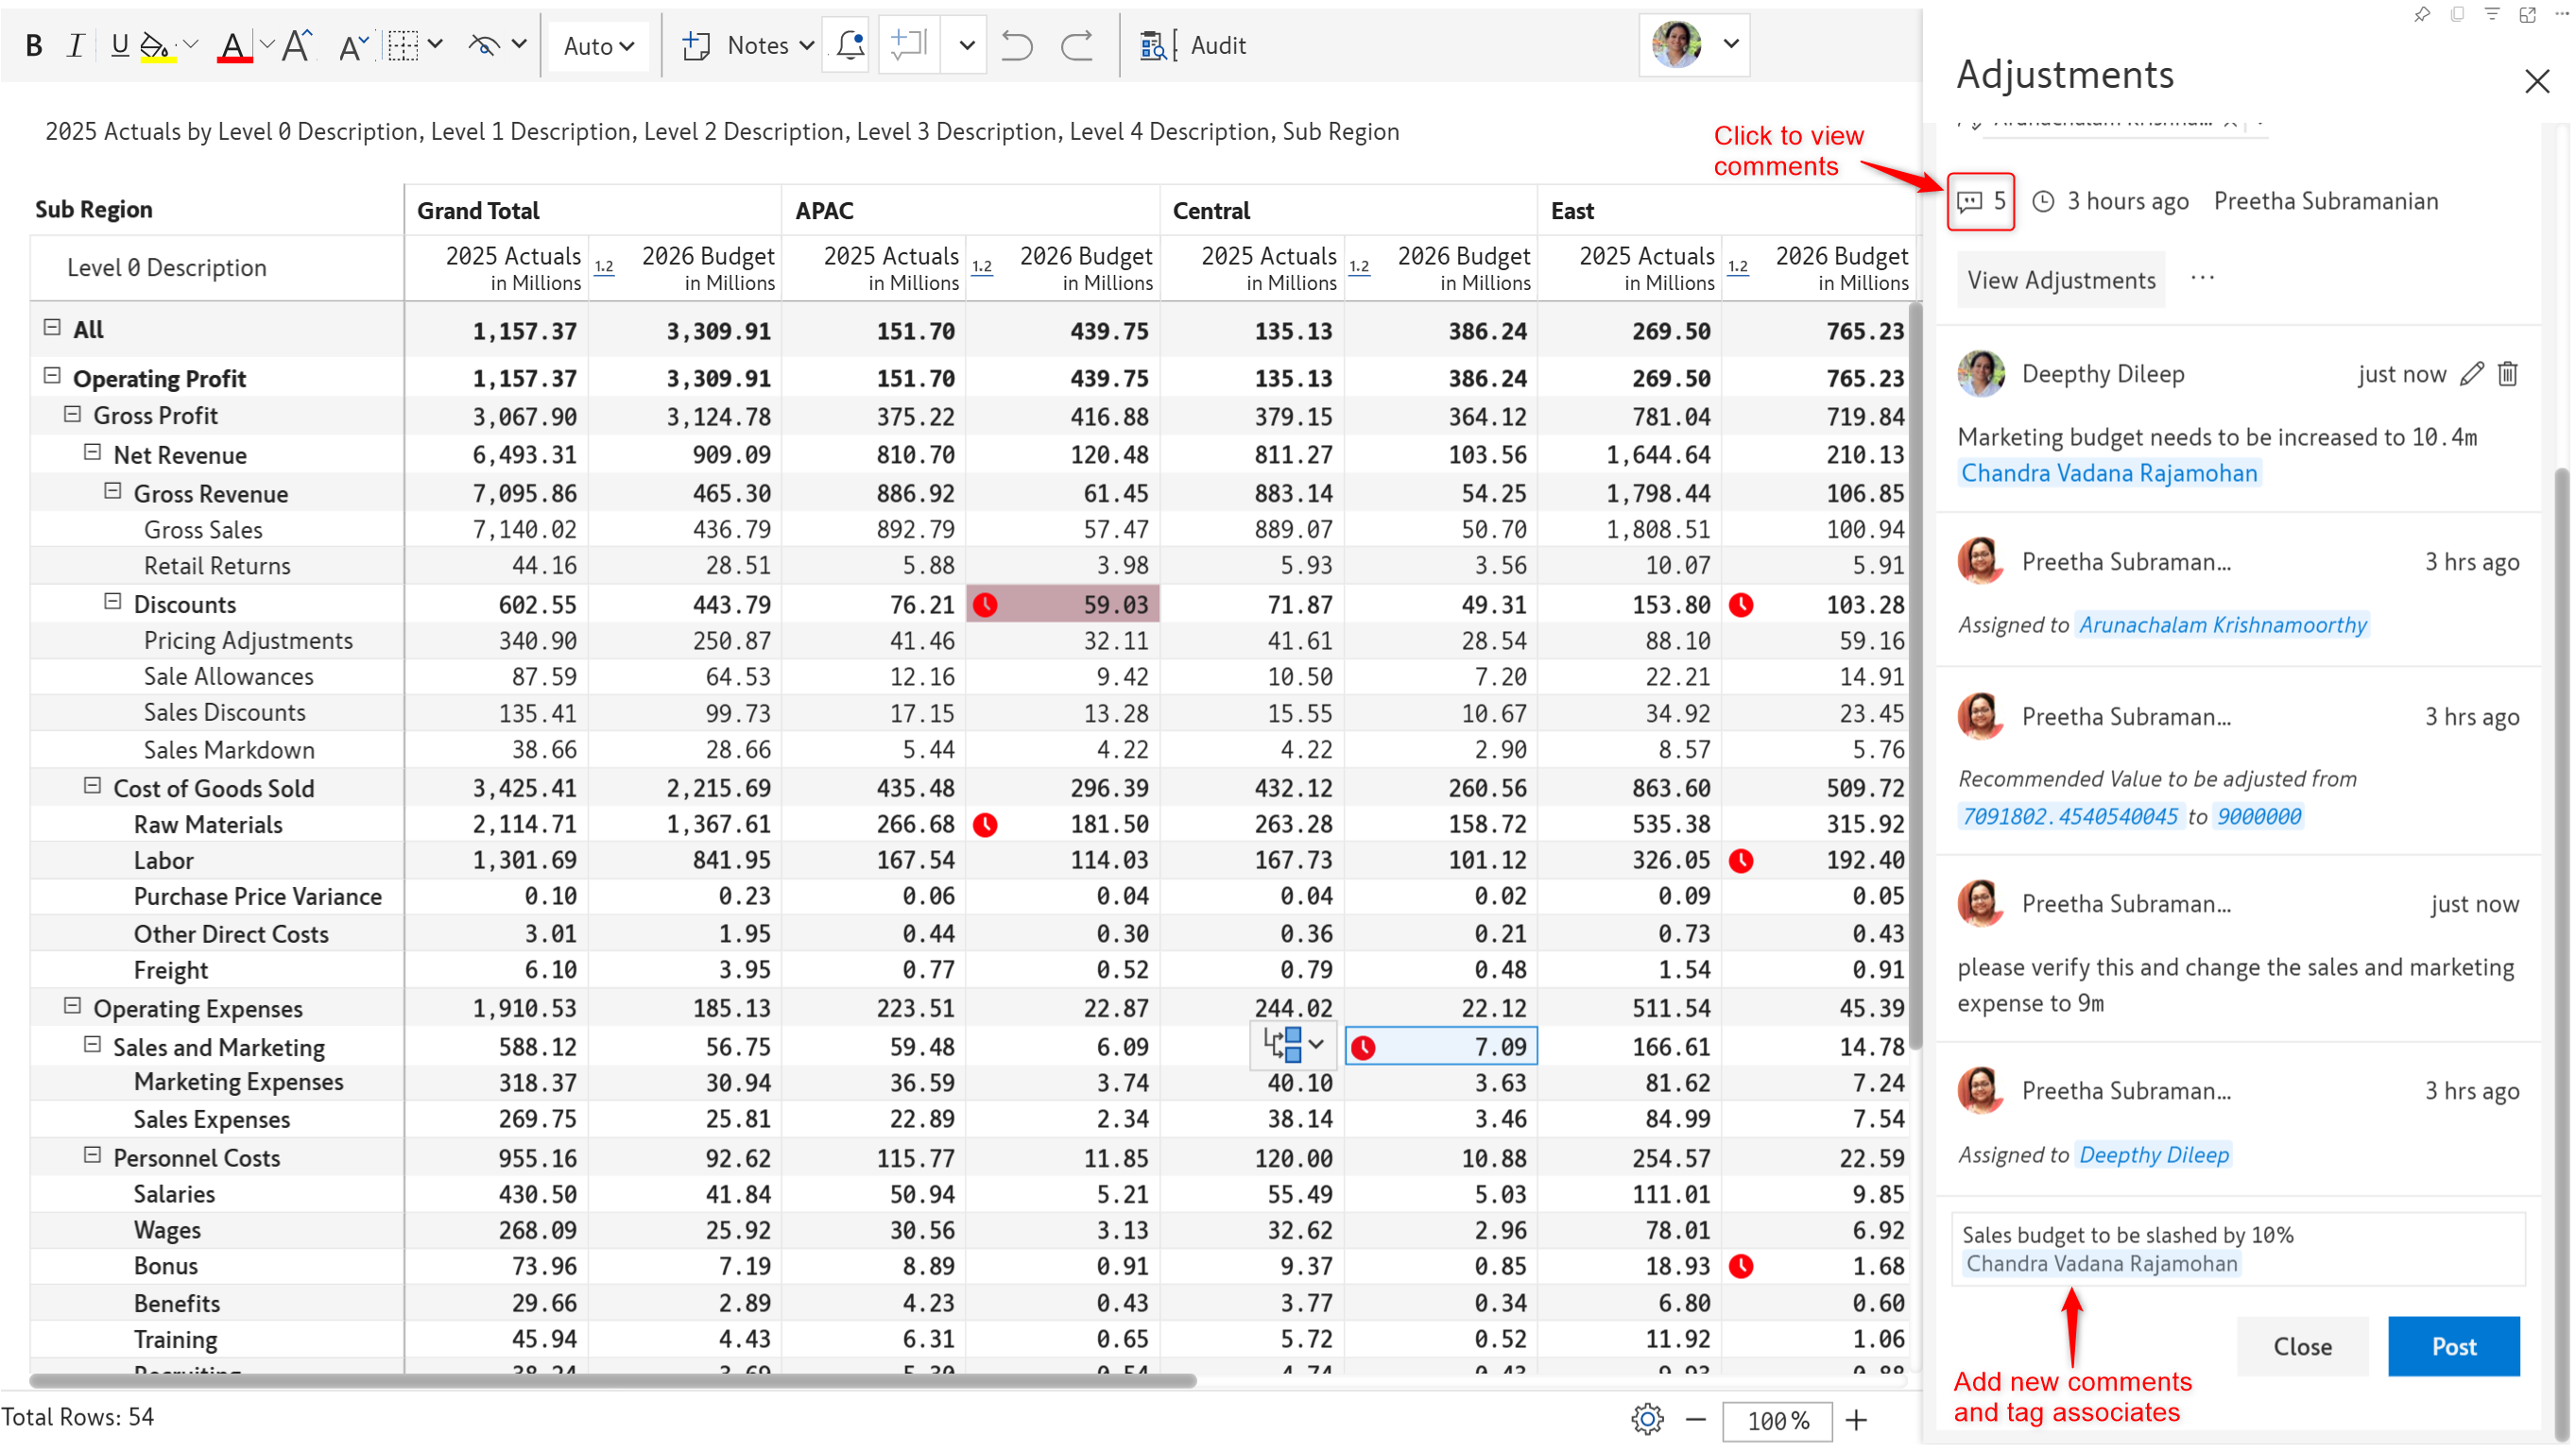 B I U A A A Auto Notes Audit
2025 Actuals by Level 0 Description, Level 1 Description, Level 2 Description, Level 3 Description, Level 4 Description, Sub Region
Sub Region Grand Total APAC Central East
Level 0 Description 2025 Actuals 1.2 2026 Budget 2025 Actuals 1.2 2026 Budget 2025 Actuals 1.2 2026 Budget 2025 Actuals 1.2 2026 Budget
in Millions in Millions in Millions in Millions in Millions in Millions in Millions in Millions
All 1,157.37 3,309.91 151.70 439.75 135.13 386.24 269.50 765.23
Operating Profit 1,157.37 3,309.91 151.70 439.75 135.13 386.24 269.50 765.23
Gross Profit 3,067.90 3,124.78 375.22 416.88 379.15 364.12 781.04 719.84
Net Revenue 6,493.31 909.09 810.70 120.48 811.27 103.56 1,644.64 210.13
Gross Revenue 7,095.86 465.30 886.92 61.45 883.14 54.25 1,798.44 106.85
Gross Sales 7,140.02 436.79 892.79 57.47 889.07 50.70 1,808.51 100.94
Retail Returns 44.16 28.51 5.88 3.98 5.93 3.56 10.07 5.91
Discounts 602.55 443.79 76.21 59.03 71.87 49.31 153.80 103.28
Pricing Adjustments 340.90 250.87 41.46 32.11 41.61 28.54 88.10 59.16
Sale Allowances 87.59 64.53 12.16 9.42 10.50 7.20 22.21 14.91
Sales Discounts 135.41 99.73 17.15 13.28 15.55 10.67 34.92 23.45
Sales Markdown 38.66 28.66 5.44 4.22 4.22 2.90 8.57 5.76
Cost of Goods Sold 3,425.41 2,215.69 435.48 296.39 432.12 260.56 863.60 509.72
Raw Materials 2,114.71 1,367.61 266.68 181.50 263.28 158.72 535.38 315.92
Labor 1,301.69 841.95 167.54 114.03 167.73 101.12 326.05 192.40
Purchase Price Variance 0.10 0.23 0.06 0.04 0.04 0.02 0.09 0.05
Other Direct Costs 3.01 1.95 0.44 0.30 0.36 0.21 0.73 0.43
Freight 6.10 3.95 0.77 0.52 0.79 0.48 1.54 0.91
Operating Expenses 1,910.53 185.13 223.51 22.87 244.02 22.12 511.54 45.39
Sales and Marketing 588.12 56.75 59.48 6.09 7.09 166.61 14.78
Marketing Expenses 318.37 30.94 36.59 3.74 40.10 3.63 81.62 7.24
Sales Expenses 269.75 25.81 22.89 2.34 38.14 3.46 84.99 7.54
Personnel Costs 955.16 92.62 115.77 11.85 120.00 10.88 254.57 22.59
Salaries 430.50 41.84 50.94 5.21 55.49 5.03 111.01 9.85
Wages 268.09 25.92 30.56 3.13 32.62 2.96 78.01 6.92
Bonus 73.96 7.19 8.89 0.91 9.37 0.85 18.93 1.68
Benefits 29.66 2.89 4.23 0.43 3.77 0.34 6.80 0.60
Training 45.94 4.43 6.31 0.65 5.72 0.52 11.92 1.06
Total Rows: 54
100%
Adjustments
Click to view
comments
5 3 hours ago Preetha Subramanian
View Adjustments ...
Deepthy Dileep just now
Marketing budget needs to be increased to 10.4m
Chandra Vadana Rajamohan
Preetha Subraman... 3 hrs ago
Assigned to Arunachalam Krishnamoorthy
Preetha Subraman... 3 hrs ago
Recommended Value to be adjusted from
7091802.4540540045 to 9000000
Preetha Subraman... just now
please verify this and change the sales and marketing
expense to 9m
Preetha Subraman... 3 hrs ago
Assigned to Deepthy Dileep
Sales budget to be slashed by 10%
Chandra Vadana Rajamohan
Close Post
Add new comments
and tag associates